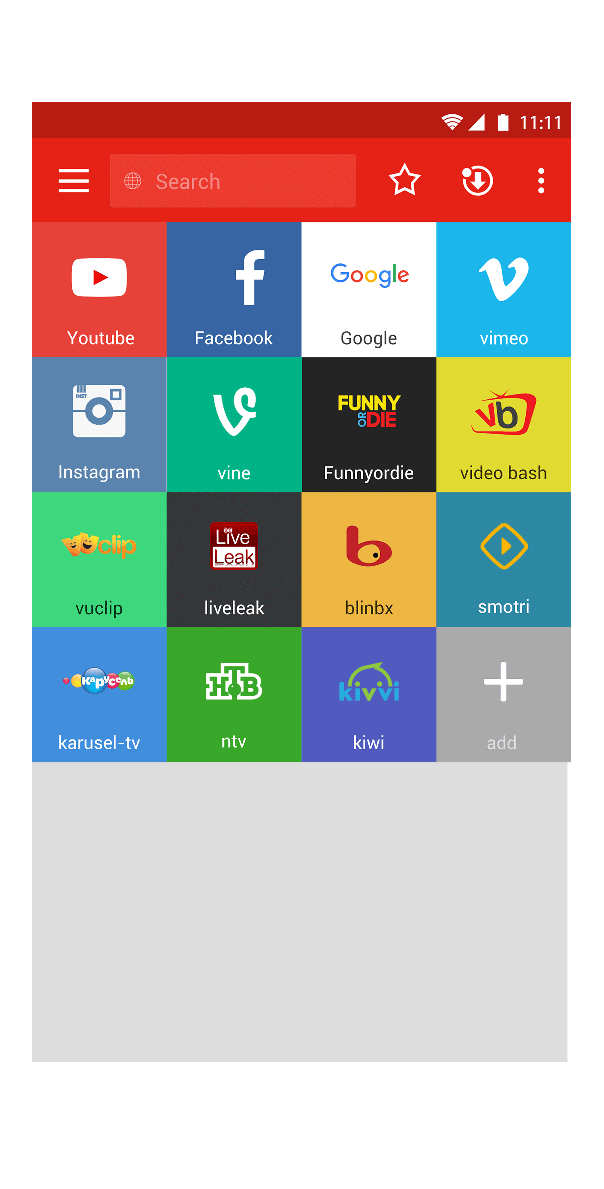 11:11
Search
Google
Youtube
Facebook
Google
vimeo
INST
FUNNY
OR DIE
vb
Instagram
vine
Funnyordie
video bash
vuclip
Live
Leak
b
vuclip
liveleak
blinbx
smotri
Карусель
НТВ
kivvi
karusel-tv
ntv
kiwi
add